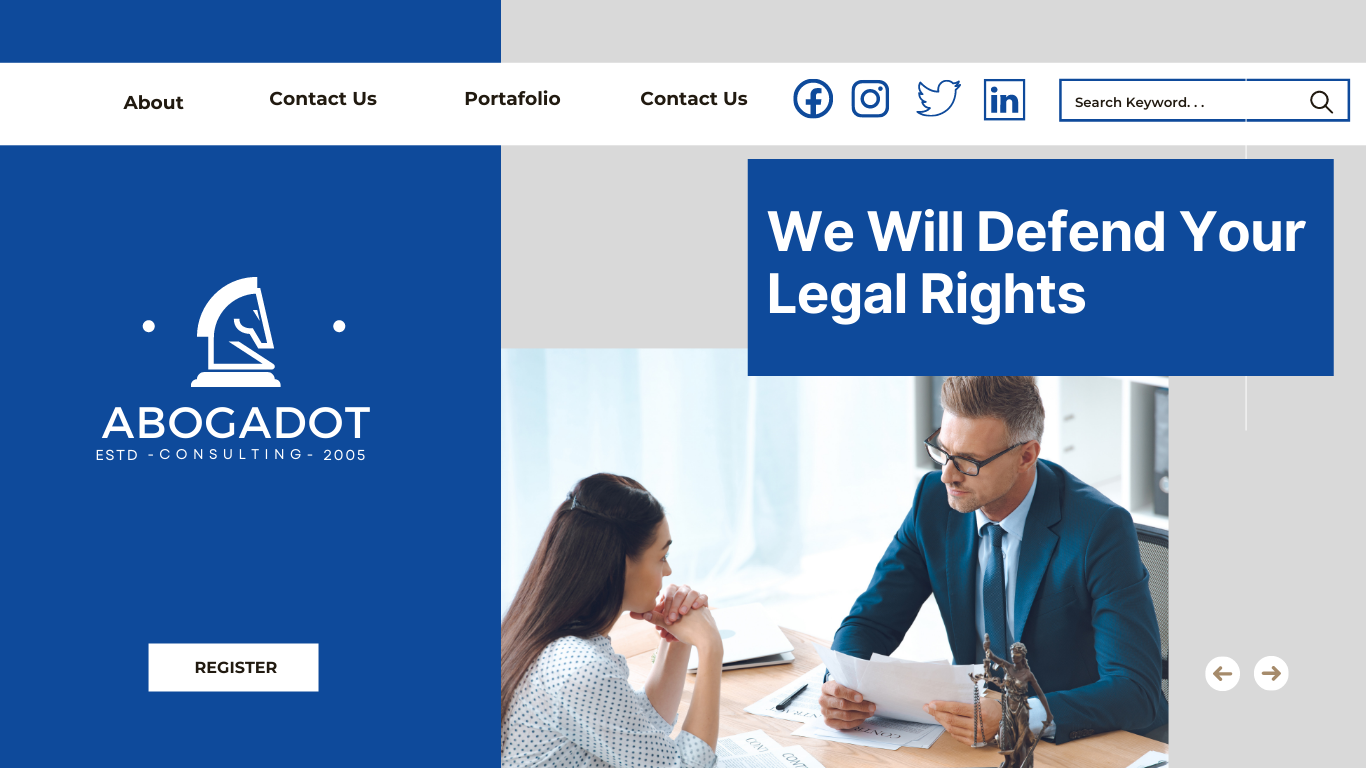 About
Contact Us
Portafolio
Contact Us
Search Keyword. . .
We Will Defend Your
Legal Rights
ABOGADOT
ESTD -CONSULTING- 2005
REGISTER